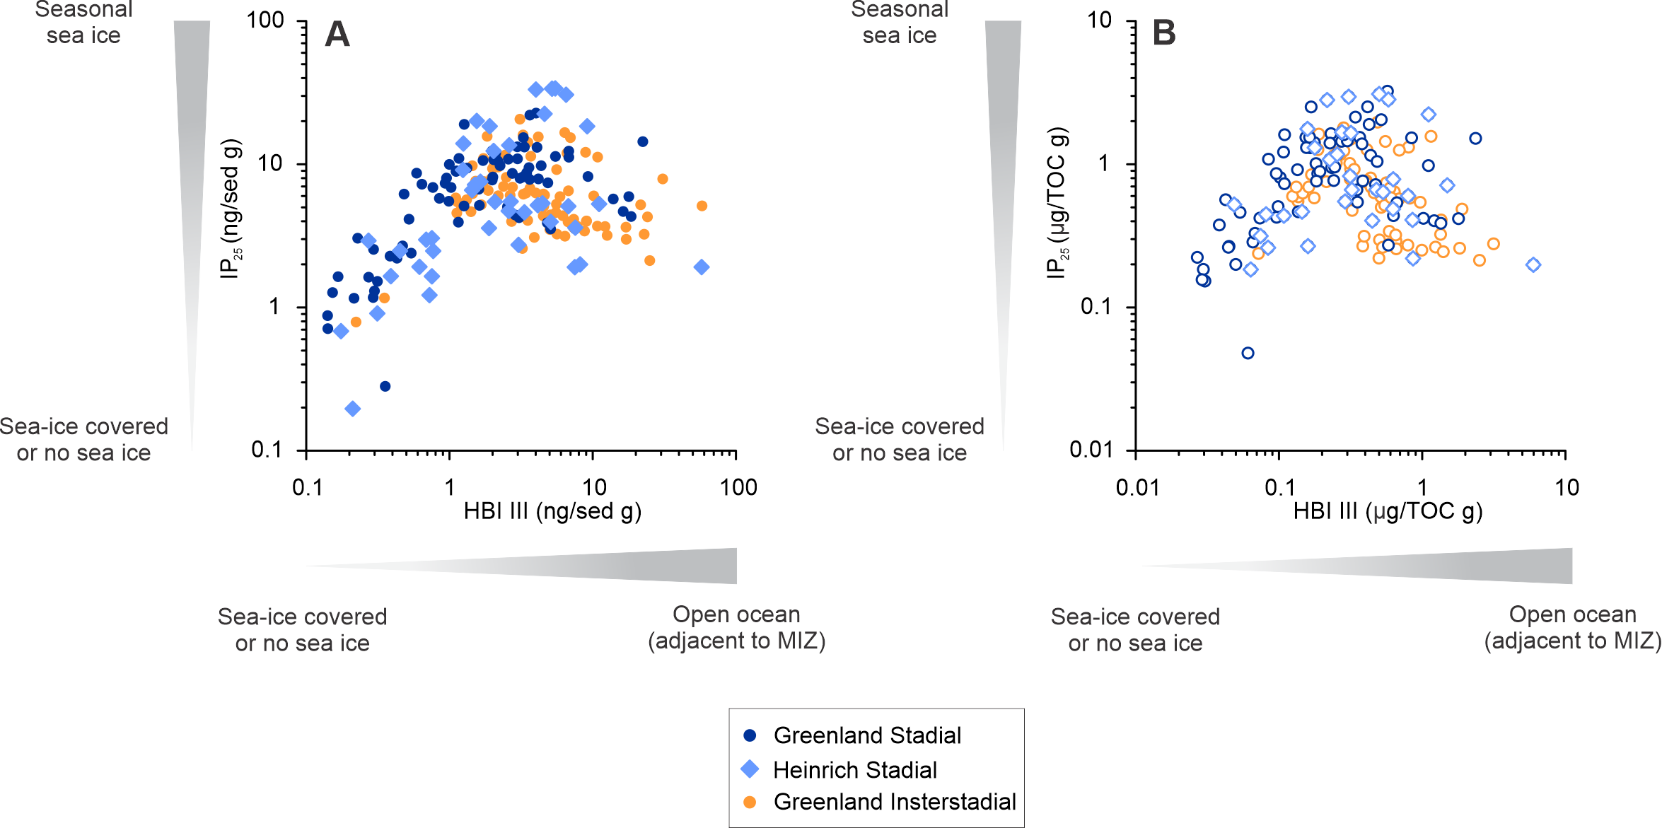 Seasonal
sea ice
Sea-ice covered
or no sea ice
A
100
10
1
0.1
IP25 (ng/sed g)
0.1
1
10
100
HBI III (ng/sed g)
Sea-ice covered
or no sea ice
Open ocean
(adjacent to MIZ)
Seasonal
sea ice
Sea-ice covered
or no sea ice
B
10
1
0.1
0.01
IP25 (µg/TOC g)
0.01
0.1
1
10
HBI III (µg/TOC g)
Sea-ice covered
or no sea ice
Open ocean
(adjacent to MIZ)
Greenland Stadial
Heinrich Stadial
Greenland Insterstadial